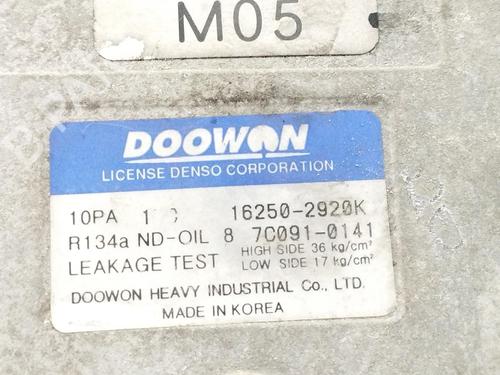 M05
DOOWON
LICENSE DENSO CORPORATION
10PA 16250-2920K
R134a ND-OIL 8 7C091-0141
LEAKAGE TEST HIGH SIDE 36 kg/cm²
LOW SIDE 17 kg/cm²
DOOWON HEAVY INDUSTRIAL Co., LTD.
MADE IN KOREA